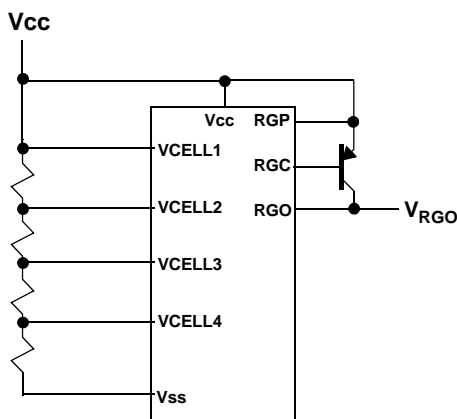 Vcc
Vcc
RGP
VCELL1
RGC
VCELL2
RGO
VRGO
VCELL3
VCELL4
Vss